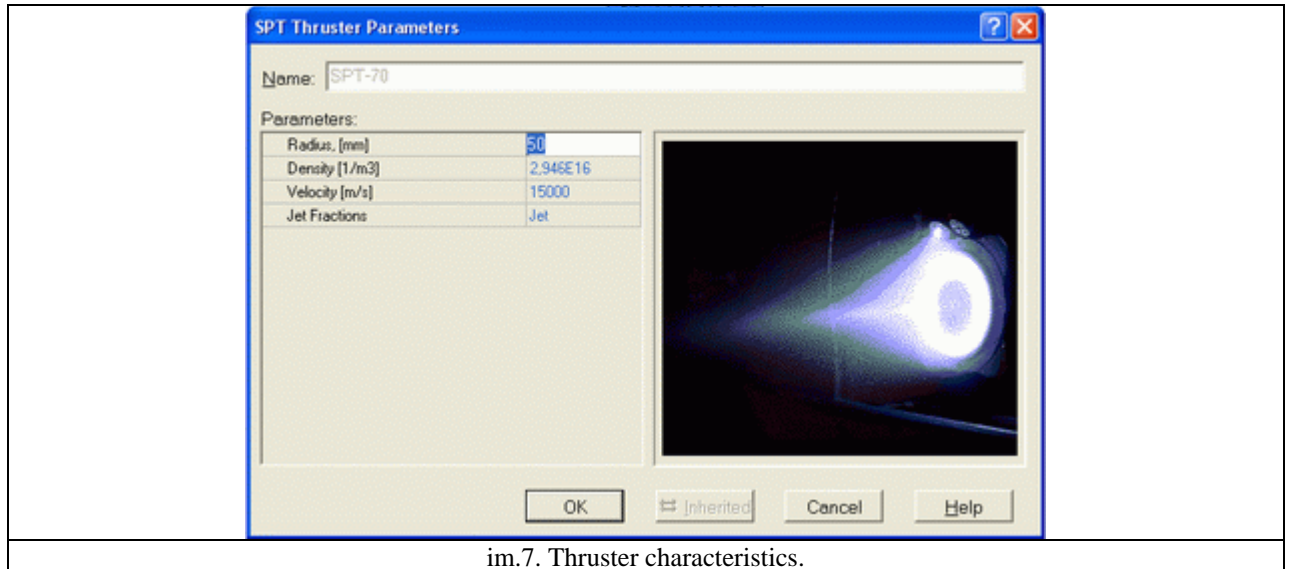 SPT Thruster Parameters
Name: SPT-70
Parameters:
Radius, [mm] 50
Density [1/m3] 2,946E16
Velocity [m/s] 15000
Jet Fractions Jet
OK Inherited Cancel Help
im.7. Thruster characteristics.